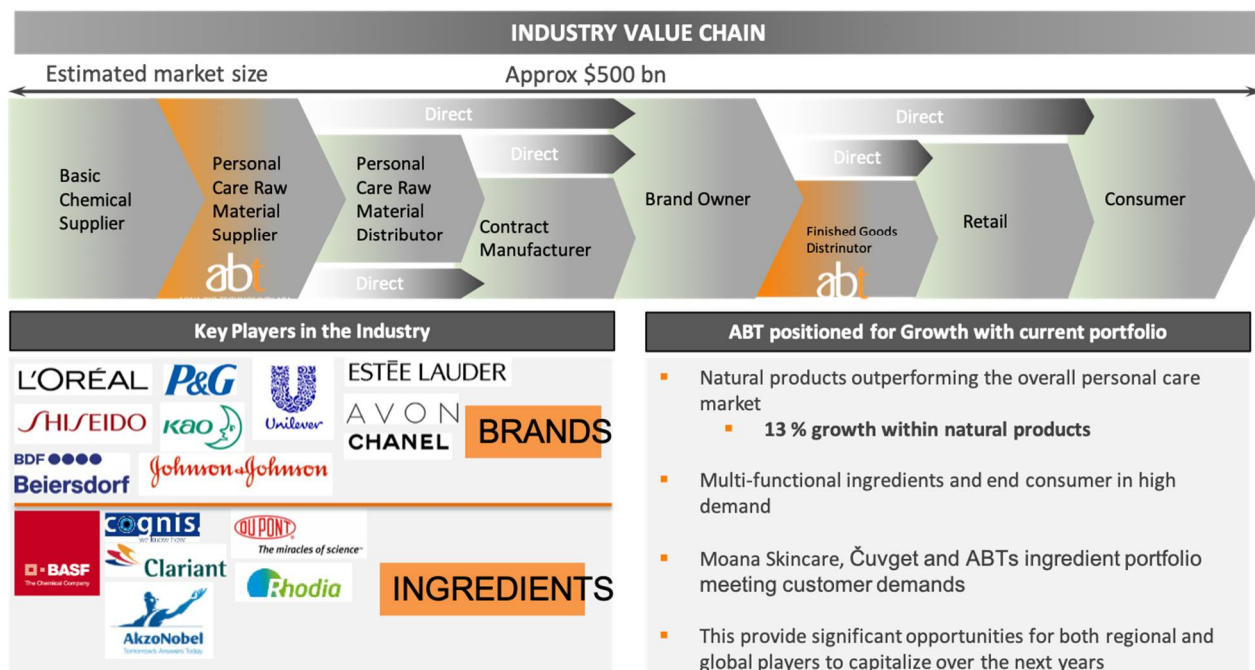 INDUSTRY VALUE CHAIN
Estimated market size
Approx $500 bn
Basic
Chemical
Supplier
Personal
Care Raw
Material
Supplier
abt
Direct
Personal
Care Raw
Material
Distributor
Direct
Direct
Contract
Manufacturer
Brand Owner
Direct
Direct
Finished Goods
Distrinutor
abt
Retail
Consumer
Key Players in the Industry
L'ORÉAL
P&G
Unilever
ESTĒE LAUDER
SHISEIDO
Kao
AVON
CHANEL
BRANDS
BDF
Beiersdorf
Johnson&Johnson
BASF
The Chemical Company
cognis
we know how
Clariant
AkzoNobel
Tomorrow's Answers Today
DUPONT
The miracles of science™
Rhodia
INGREDIENTS
ABT positioned for Growth with current portfolio
▪ Natural products outperforming the overall personal care
market
▪ 13 % growth within natural products
▪ Multi-functional ingredients and end consumer in high
demand
▪ Moana Skincare, Čuvget and ABTs ingredient portfolio
meeting customer demands
▪ This provide significant opportunities for both regional and
global players to capitalize over the next years